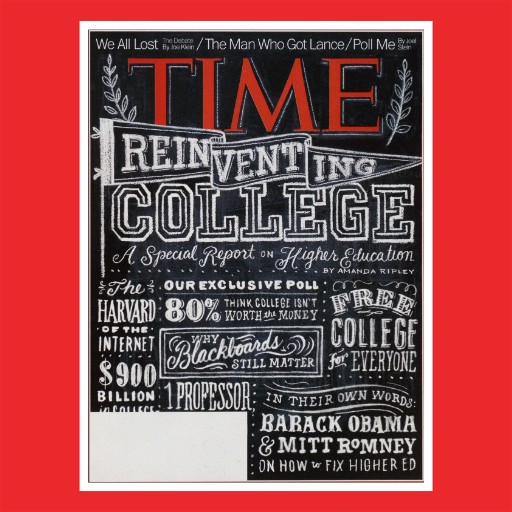 We All Lost The Debate By Joe Klein / The Man Who Got Lance / Poll Me By Joel Stein
TIME
REINVENTING
COLLEGE
A Special Report on Higher Education
BY AMANDA RIPLEY
The
HARVARD
OF THE
INTERNET
$900
BILLION
in COLLEGE
OUR EXCLUSIVE POLL
80% THINK COLLEGE ISN'T
WORTH the MONEY
WHY
Blackboards
STILL MATTER
1 PROFESSOR,
FREE
COLLEGE
for EVERYONE
IN THEIR OWN WORDS:
BARACK OBAMA
& MITT ROMNEY
ON HOW to FIX HIGHER ED